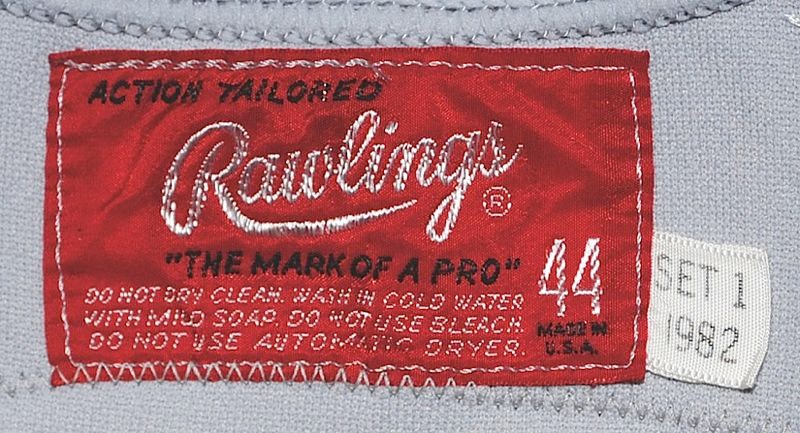 ACTION TAILORED
Rawlings ®
"THE MARK OF A PRO"
44
DO NOT DRY CLEAN. WASH IN COLD WATER
WITH MILD SOAP. DO NOT USE BLEACH.
DO NOT USE AUTOMATIC DRYER.
MADE IN
U.S.A.
SET 1
1982